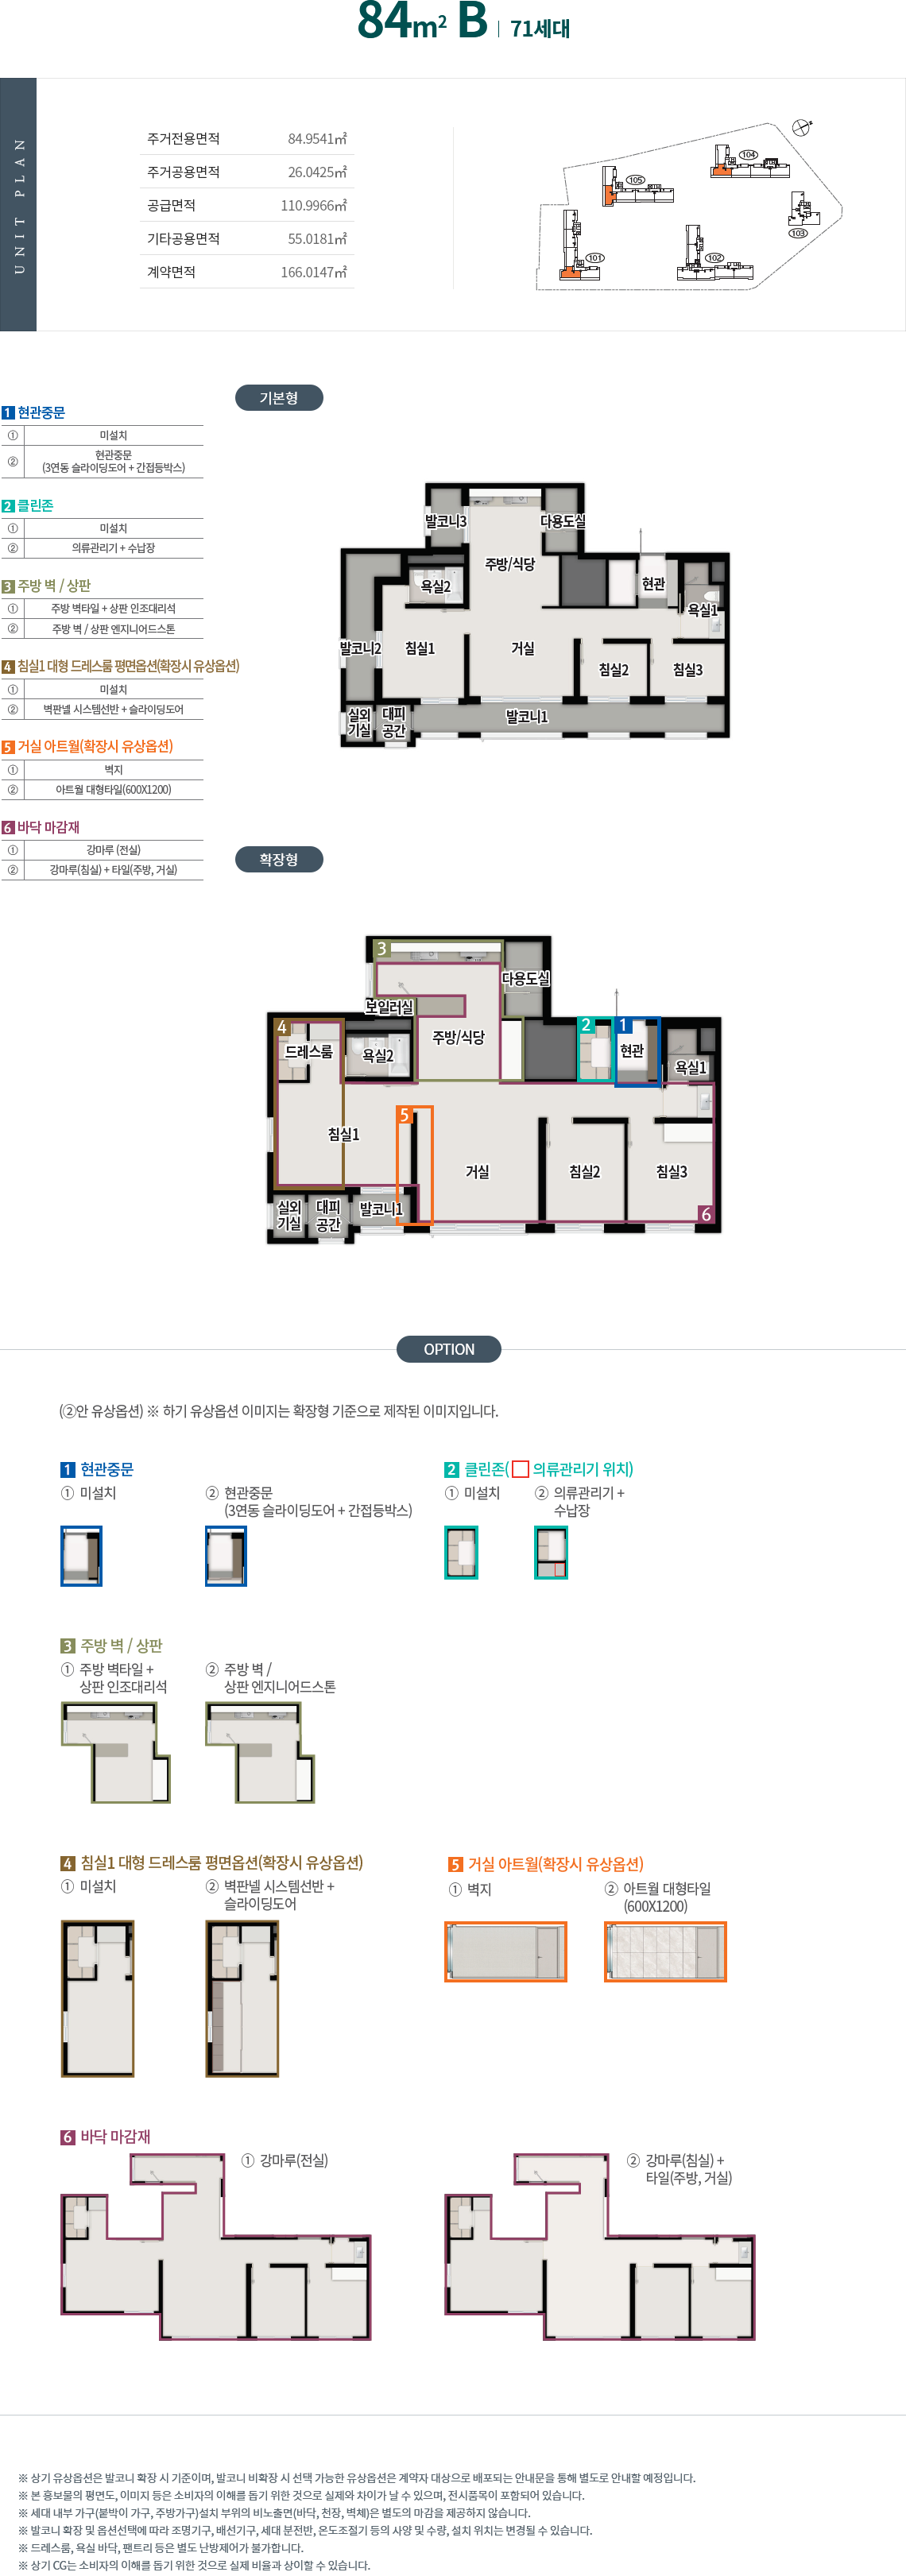 84m² B | 71세대
UNIT PLAN
주거전용면적 84.9541㎡
주거공용면적 26.0425㎡
공급면적 110.9966㎡
기타공용면적 55.0181㎡
계약면적 166.0147㎡
104
105
103
101
102
기본형
1 현관중문
① 미설치
② 현관중문
(3연동 슬라이딩도어 + 간접등박스)
2 클린존
① 미설치
② 의류관리기 + 수납장
3 주방 벽 / 상판
① 주방 벽타일 + 상판 인조대리석
② 주방 벽 / 상판 엔지니어드스톤
4 침실1 대형 드레스룸 평면옵션(확장시 유상옵션)
① 미설치
② 벽판넬 시스템선반 + 슬라이딩도어
5 거실 아트월(확장시 유상옵션)
① 벽지
② 아트월 대형타일(600X1200)
6 바닥 마감재
① 강마루 (전실)
② 강마루(침실) + 타일(주방, 거실)
발코니3
다용도실
주방/식당
욕실2
현관
욕실1
발코니2
침실1
거실
침실2
침실3
실외
기실
대피
공간
발코니1
확장형
3
다용도실
보일러실
4
드레스룸
욕실2
주방/식당
2
1
현관
욕실1
5
침실1
거실
침실2
침실3
실외
기실
대피
공간
발코니1
6
OPTION
(②안 유상옵션) ※ 하기 유상옵션 이미지는 확장형 기준으로 제작된 이미지입니다.
1 현관중문
① 미설치
② 현관중문
(3연동 슬라이딩도어 + 간접등박스)
2 클린존( 의류관리기 위치)
① 미설치
② 의류관리기 +
수납장
3 주방 벽 / 상판
① 주방 벽타일 +
상판 인조대리석
② 주방 벽 /
상판 엔지니어드스톤
4 침실1 대형 드레스룸 평면옵션(확장시 유상옵션)
① 미설치
② 벽판넬 시스템선반 +
슬라이딩도어
5 거실 아트월(확장시 유상옵션)
① 벽지
② 아트월 대형타일
(600X1200)
6 바닥 마감재
① 강마루(전실)
② 강마루(침실) +
타일(주방, 거실)
※ 상기 유상옵션은 발코니 확장 시 기준이며, 발코니 비확장 시 선택 가능한 유상옵션은 계약자 대상으로 배포되는 안내문을 통해 별도로 안내할 예정입니다.
※ 본 홍보물의 평면도, 이미지 등은 소비자의 이해를 돕기 위한 것으로 실제와 차이가 날 수 있으며, 전시품목이 포함되어 있습니다.
※ 세대 내부 가구(붙박이 가구, 주방가구)설치 부위의 비노출면(바닥, 천장, 벽체)은 별도의 마감을 제공하지 않습니다.
※ 발코니 확장 및 옵션선택에 따라 조명기구, 배선기구, 세대 분전반, 온도조절기 등의 사양 및 수량, 설치 위치는 변경될 수 있습니다.
※ 드레스룸, 욕실 바닥, 팬트리 등은 별도 난방제어가 불가합니다.
※ 상기 CG는 소비자의 이해를 돕기 위한 것으로 실제 비율과 상이할 수 있습니다.